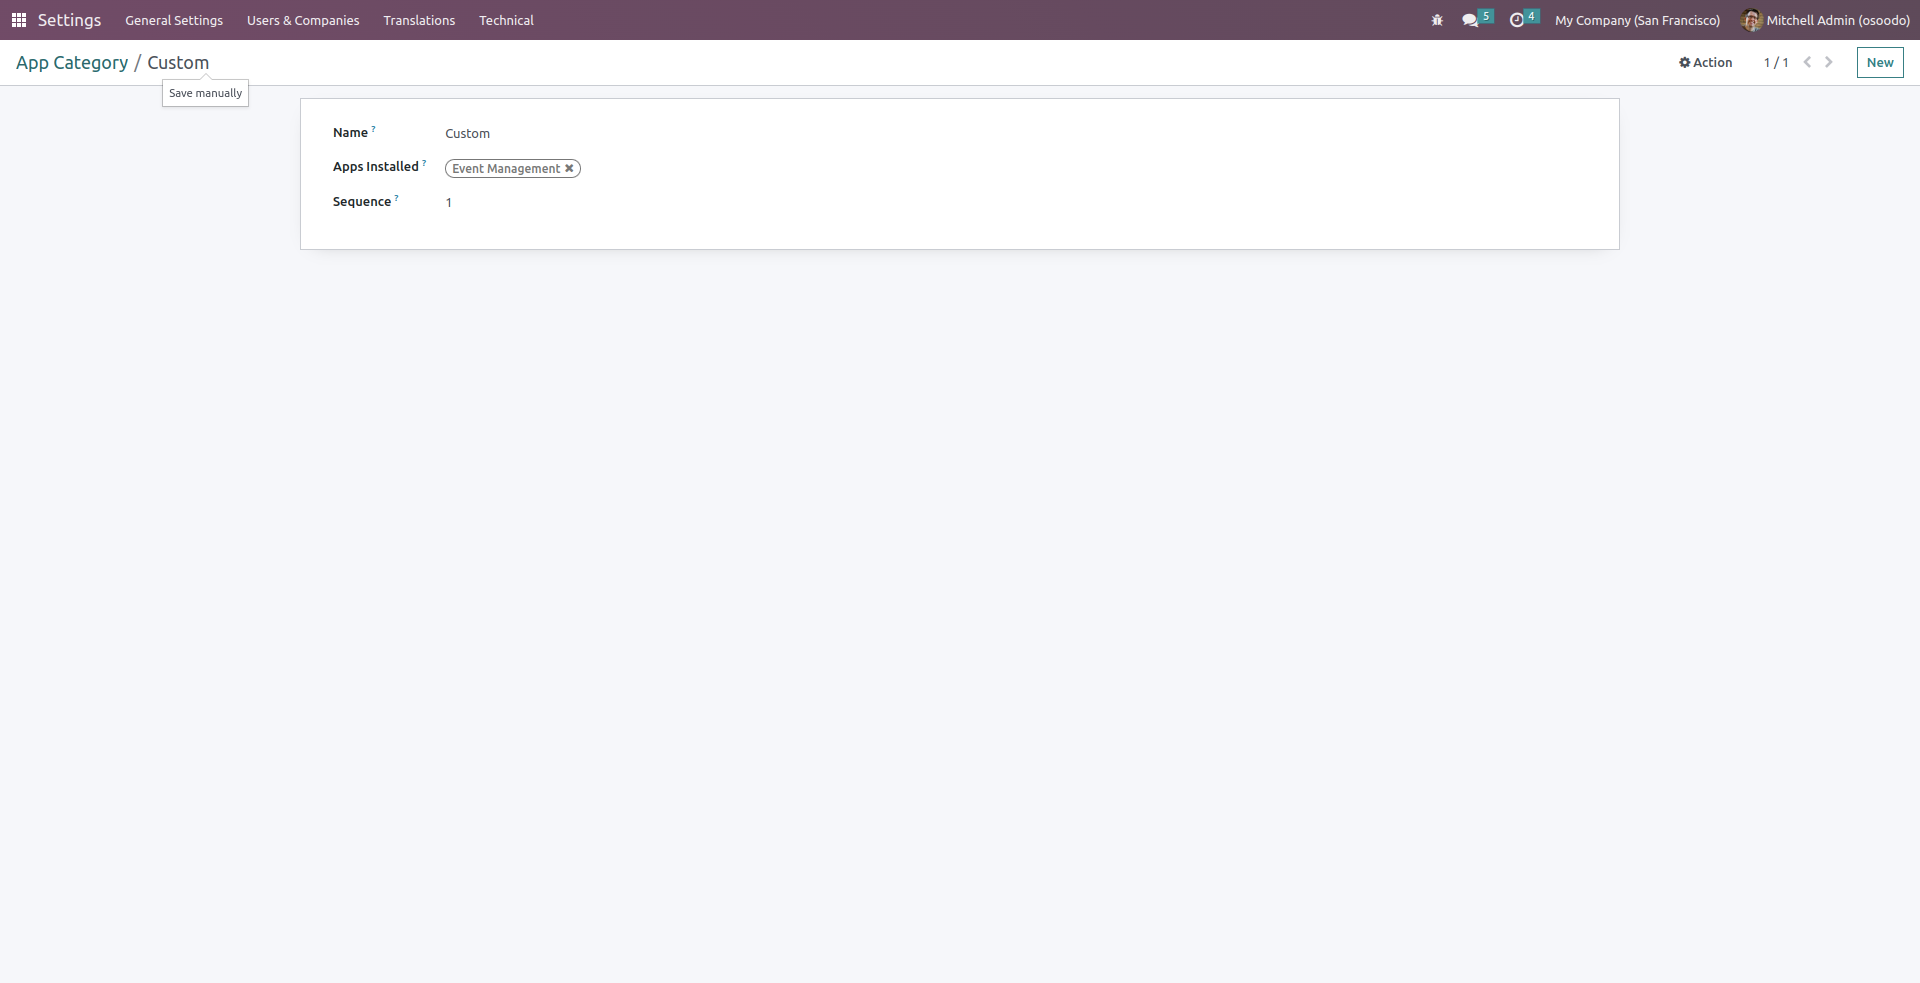 Settings General Settings Users & Companies Translations Technical 5 4 My Company (San Francisco) Mitchell Admin (osoodo)
App Category / Custom Action 1 / 1 New
Save manually
Name ? Custom
Apps Installed ? Event Management ✖
Sequence ? 1